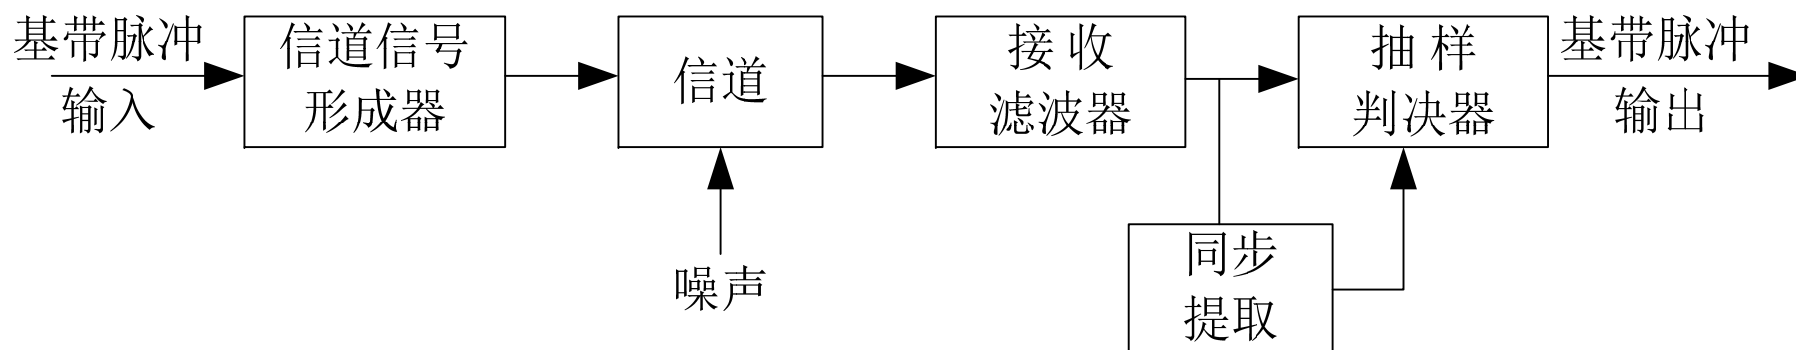 基带脉冲
输入
信道信号
形成器
信道
噪声
接收
滤波器
同步
提取
抽样
判决器
基带脉冲
输出